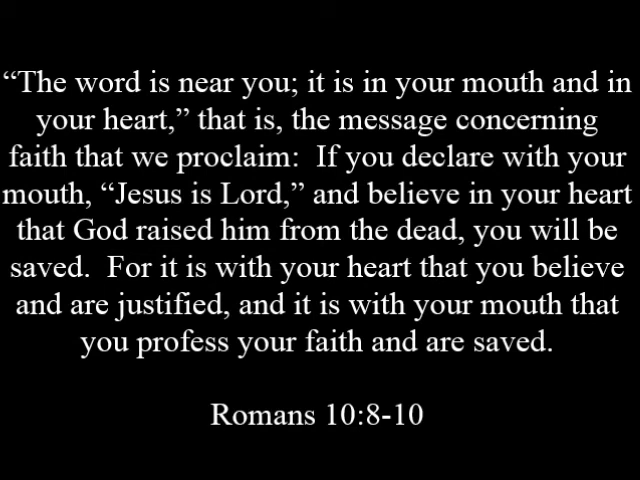 “The word is near you; it is in your mouth and in
your heart,” that is, the message concerning
faith that we proclaim:  If you declare with your
mouth, “Jesus is Lord,” and believe in your heart
that God raised him from the dead, you will be
saved.  For it is with your heart that you believe
and are justified, and it is with your mouth that
you profess your faith and are saved.
Romans 10:8-10